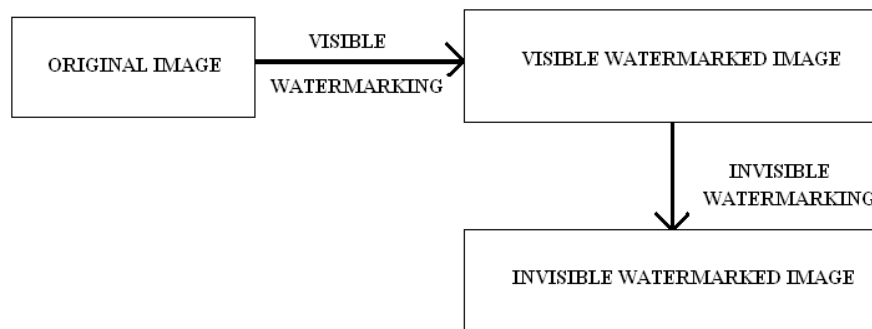 ORIGINAL IMAGE
VISIBLE
WATERMARKING
VISIBLE WATERMARKED IMAGE
INVISIBLE
WATERMARKING
INVISIBLE WATERMARKED IMAGE